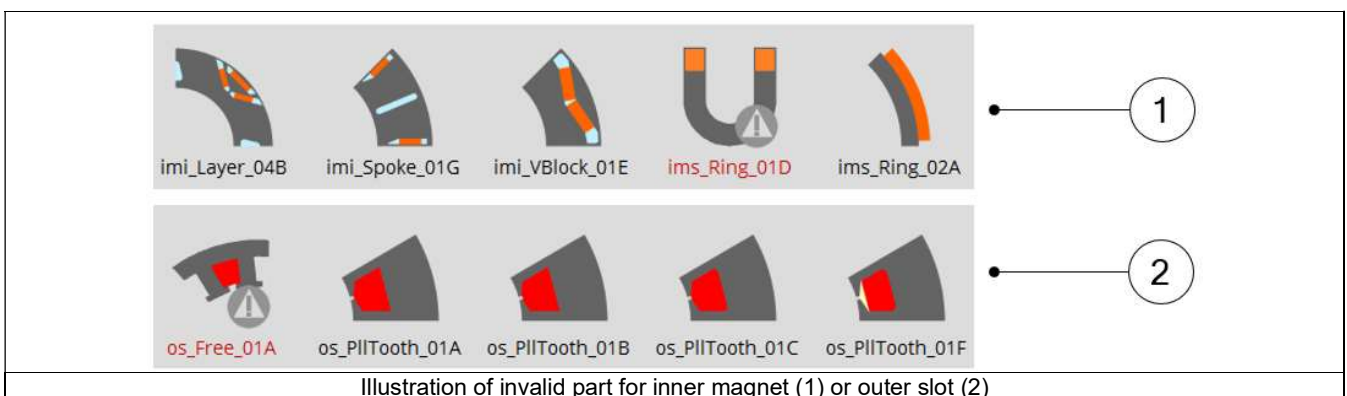 imi_Layer_04B imi_Spoke_01G imi_VBlock_01E ims_Ring_01D ims_Ring_02A
1
os_Free_01A os_PllTooth_01A os_PllTooth_01B os_PllTooth_01C os_PllTooth_01F
2
Illustration of invalid part for inner magnet (1) or outer slot (2)